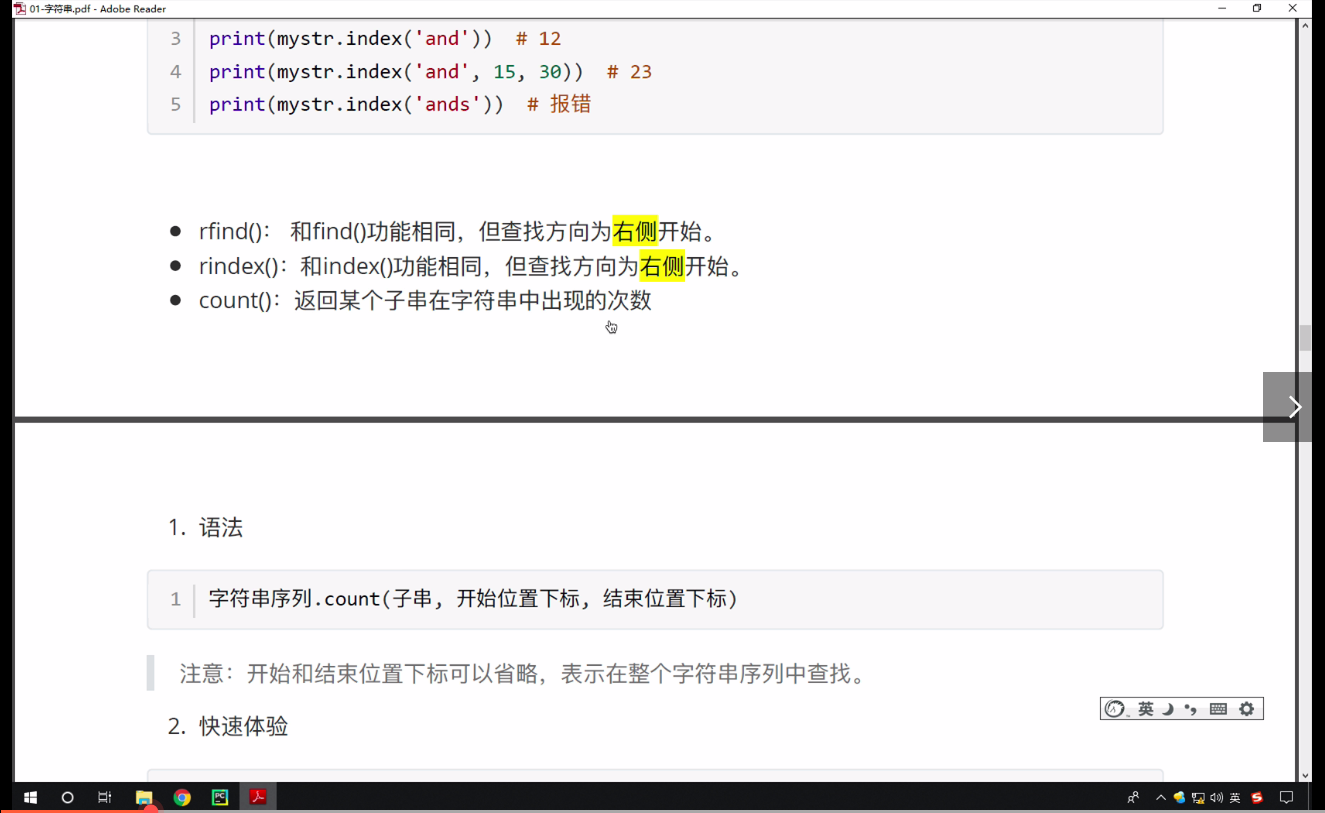 01-字符串.pdf - Adobe Reader
3 print(mystr.index('and')) # 12
4 print(mystr.index('and', 15, 30)) # 23
5 print(mystr.index('ands')) # 报错
● rfind(): 和find()功能相同，但查找方向为右侧开始。
● rindex()：和index()功能相同，但查找方向为右侧开始。
● count()：返回某个子串在字符串中出现的次数
1. 语法
1 字符串序列.count(子串, 开始位置下标, 结束位置下标)
注意：开始和结束位置下标可以省略，表示在整个字符串序列中查找。
英
2. 快速体验
PC
英
S